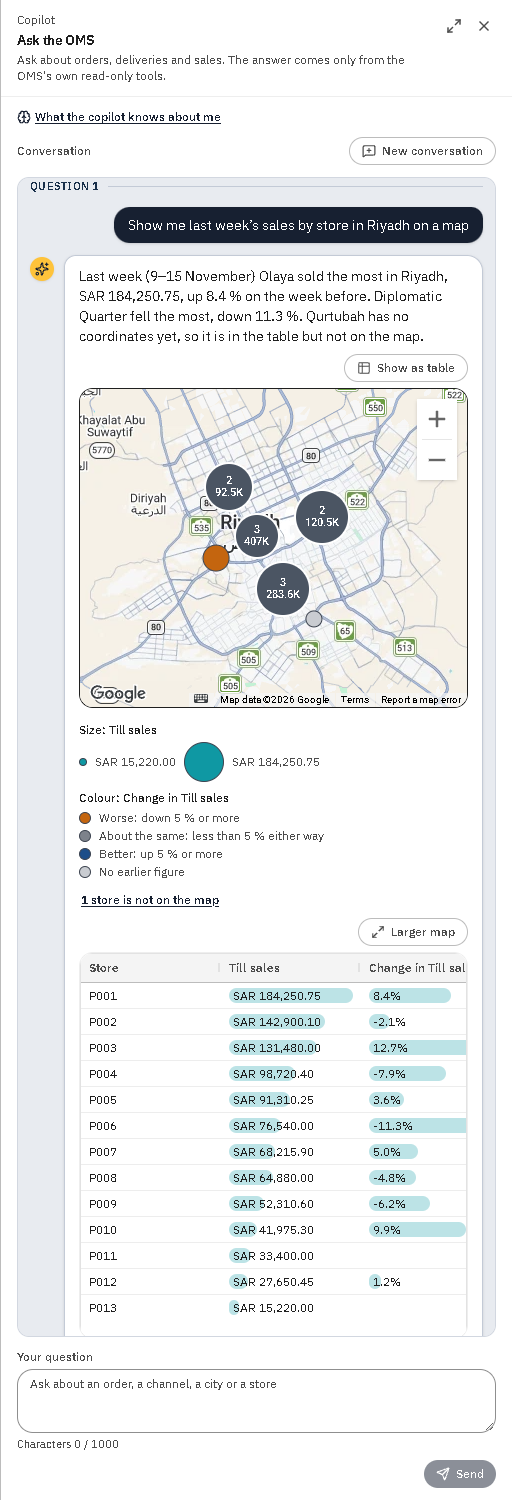 Copilot
Ask the OMS
Ask about orders, deliveries and sales. The answer comes only from the
OMS's own read-only tools.
What the copilot knows about me
Conversation
New conversation
QUESTION 1
Show me last week's sales by store in Riyadh on a map
Last week (9–15 November) Olaya sold the most in Riyadh,
SAR 184,250.75, up 8.4 % on the week before. Diplomatic
Quarter fell the most, down 11.3 %. Qurtubah has no
coordinates yet, so it is in the table but not on the map.
Show as table
522
550
Khayalat Abu
Suwaytif
5770
80
+
−
2
92.5K
Diriyah
الدرعية
2
120.5K
522
535
3
407K
3
283.6K
80
65
513
509
505
505
Google
Map data ©2026 Google
Terms
Report a map error
Size: Till sales
SAR 15,220.00
SAR 184,250.75
Colour: Change in Till sales
Worse: down 5 % or more
About the same: less than 5 % either way
Better: up 5 % or more
No earlier figure
1 store is not on the map
Larger map
Store Till sales Change in Till sal
P001 SAR 184,250.75 8.4%
P002 SAR 142,900.10 -2.1%
P003 SAR 131,480.00 12.7%
P004 SAR 98,720.40 -7.9%
P005 SAR 91,310.25 3.6%
P006 SAR 76,540.00 -11.3%
P007 SAR 68,215.90 5.0%
P008 SAR 64,880.00 -4.8%
P009 SAR 52,310.60 -6.2%
P010 SAR 41,975.30 9.9%
P011 SAR 33,400.00
P012 SAR 27,650.45 1.2%
P013 SAR 15,220.00
Your question
Ask about an order, a channel, a city or a store
Characters 0 / 1000
Send